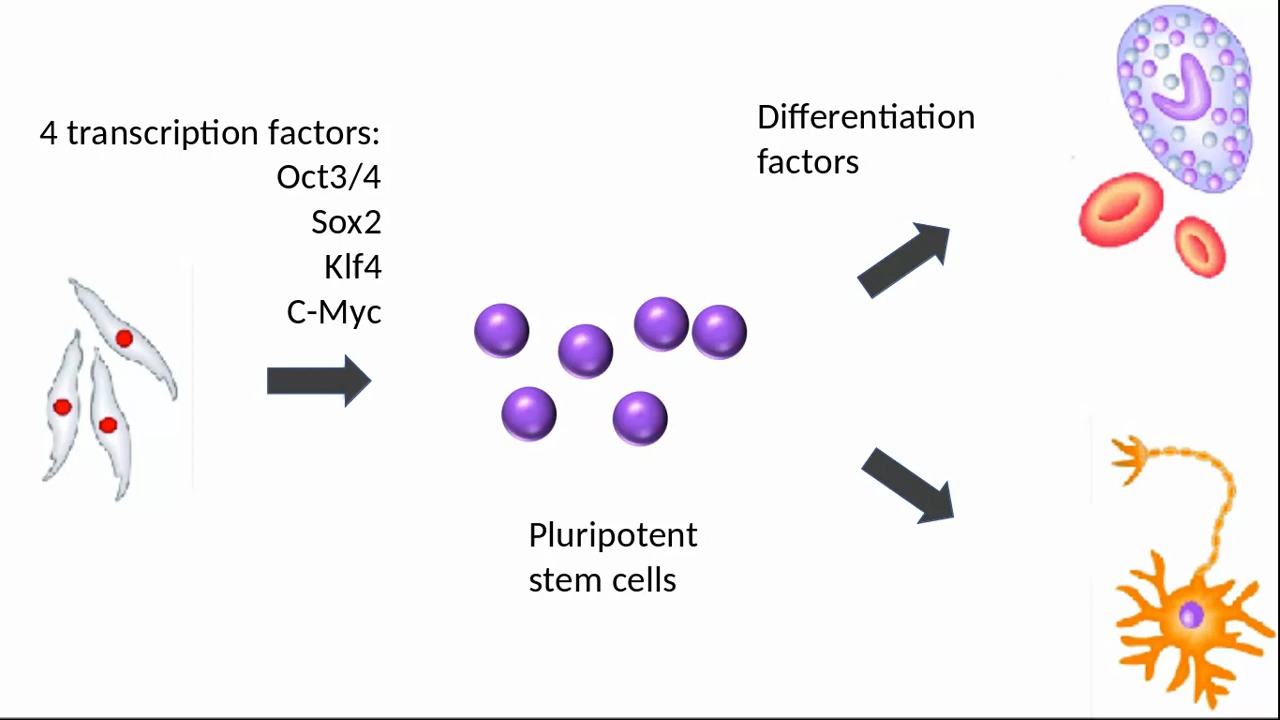 4 transcription factors:
Oct3/4
Sox2
Klf4
C-Myc
Differentiation
factors
Pluripotent
stem cells